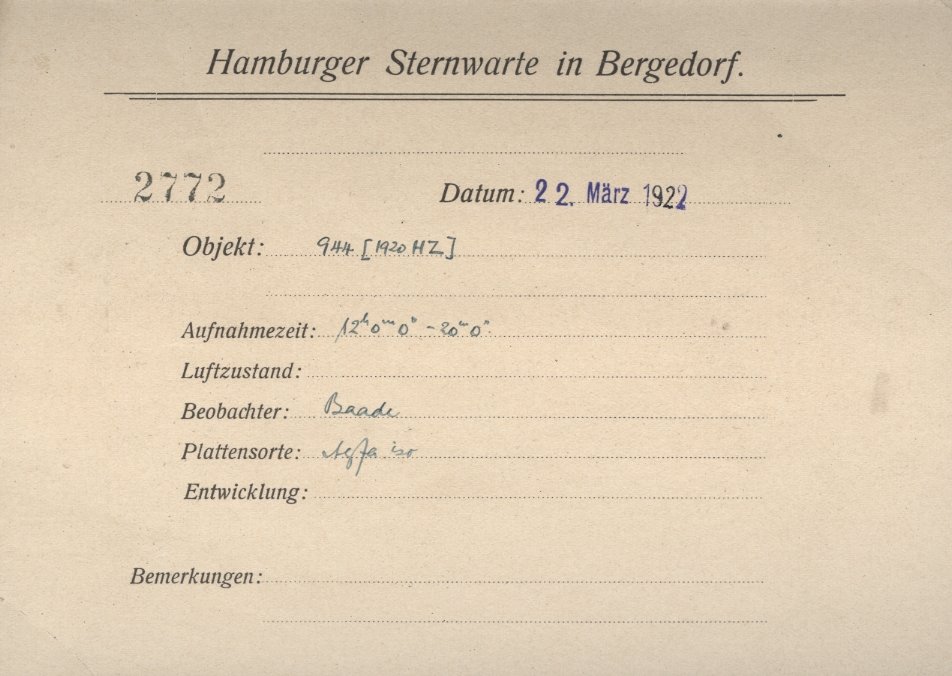 Hamburger Sternwarte in Bergedorf.
2772 Datum: 22. März 1922
Objekt: 944 [1920 HZ]
Aufnahmezeit: 12h 0m 0s - 20m 0s
Luftzustand:
Beobachter: Baade
Plattensorte: Agfa iso
Entwicklung:
Bemerkungen: